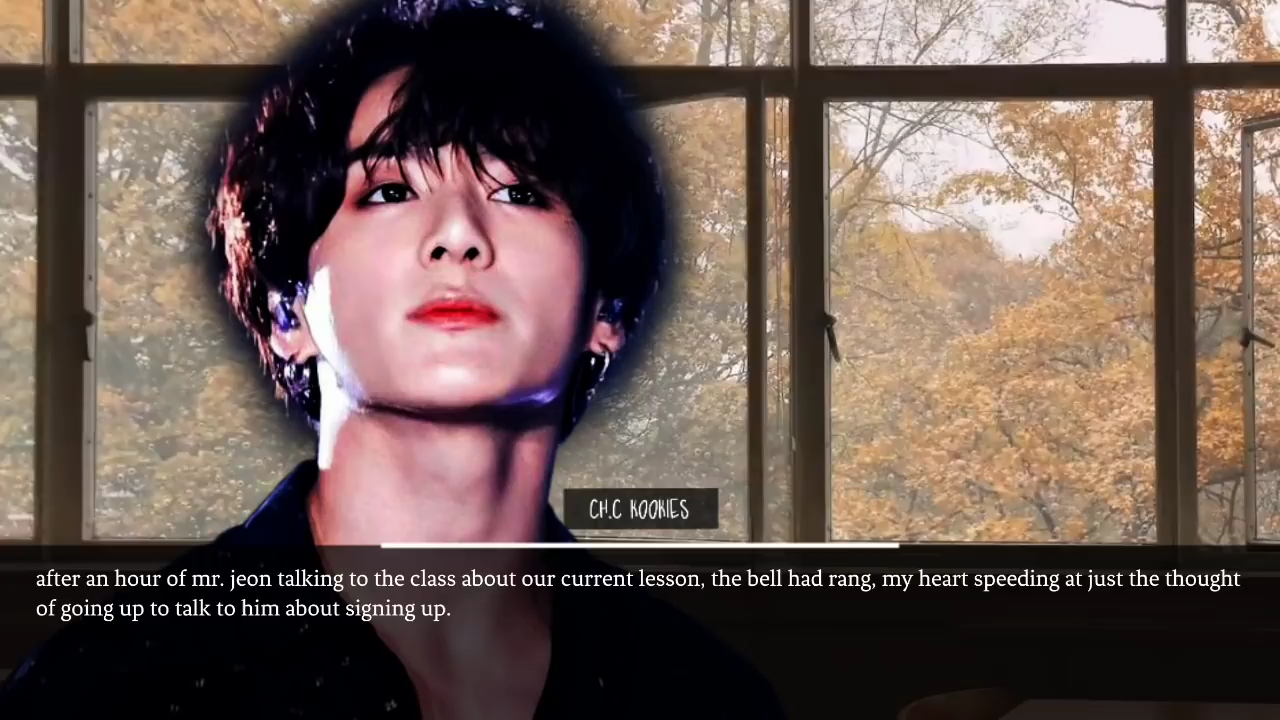 CH.C KOOKIES
after an hour of mr. jeon talking to the class about our current lesson, the bell had rang, my heart speeding at just the thought
of going up to talk to him about signing up.